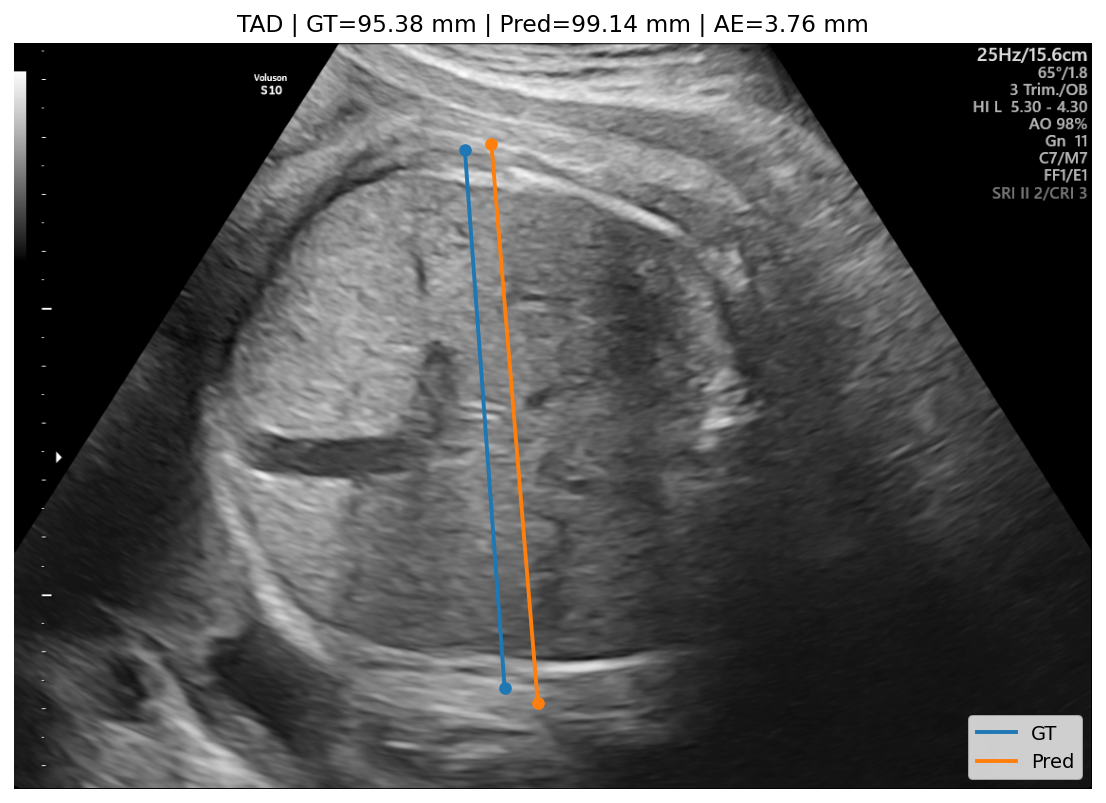 TAD | GT=95.38 mm | Pred=99.14 mm | AE=3.76 mm
Voluson
S10
25Hz/15.6cm
65°/1.8
3 Trim./OB
HI L 5.30 - 4.30
AO 98%
Gn 11
C7/M7
FF1/E1
SRI II 2/CRI 3
GT
Pred